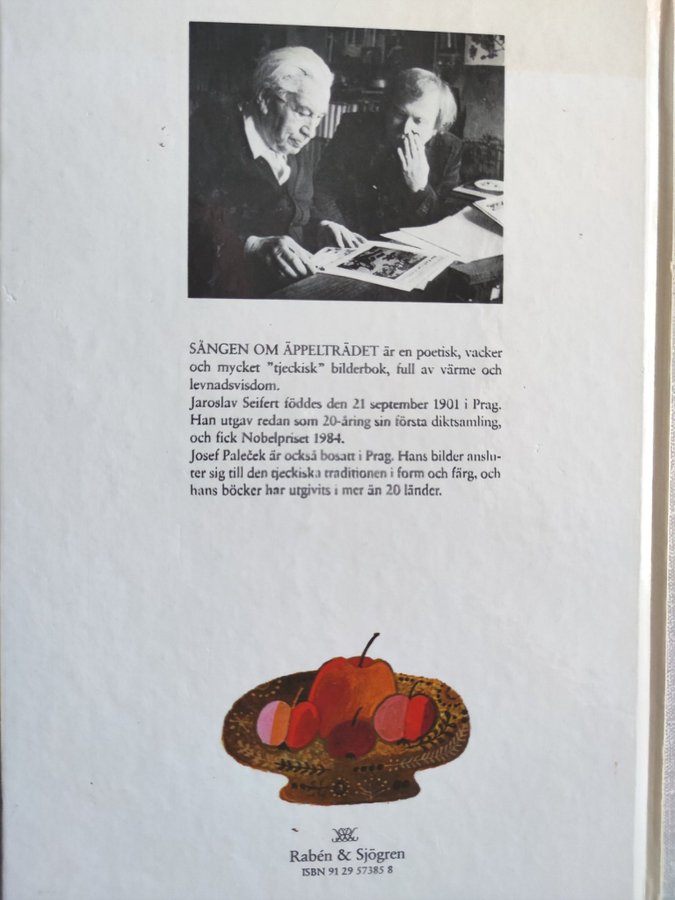 SÅNGEN OM ÄPPELTRÄDET är en poetisk, vacker
och mycket ”tjeckisk” bilderbok, full av värme och
levnadsvisdom.
Jaroslav Seifert föddes den 21 september 1901 i Prag.
Han utgav redan som 20-åring sin första diktsamling,
och fick Nobelpriset 1984.
Josef Paleček är också bosatt i Prag. Hans bilder anslu-
ter sig till den tjeckiska traditionen i form och färg, och
hans böcker har utgivits i mer än 20 länder.
Rabén & Sjögren
ISBN 91 29 57385 8